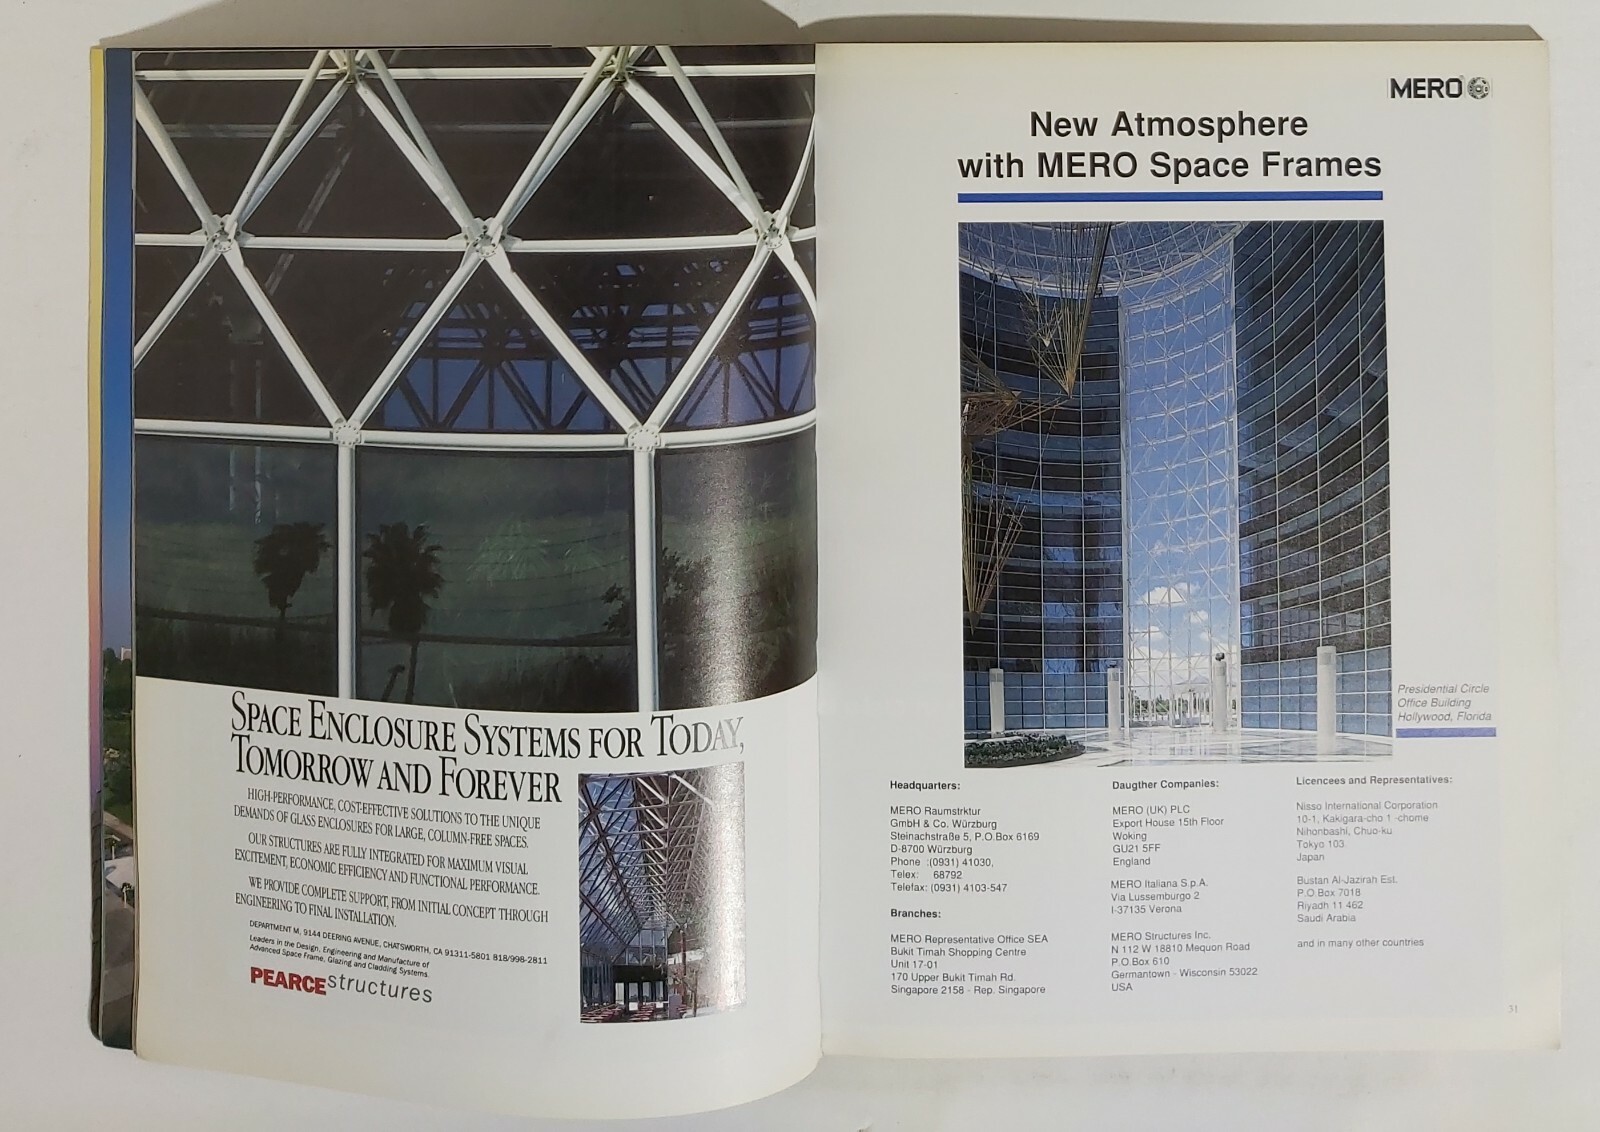 SPACE ENCLOSURE SYSTEMS FOR TODAY,
TOMORROW AND FOREVER
HIGH-PERFORMANCE, COST-EFFECTIVE SOLUTIONS TO THE UNIQUE
DEMANDS OF GLASS ENCLOSURES FOR LARGE, COLUMN-FREE SPACES.
OUR STRUCTURES ARE FULLY INTEGRATED FOR MAXIMUM VISUAL
EXCITEMENT, ECONOMIC EFFICIENCY AND FUNCTIONAL PERFORMANCE.
WE PROVIDE COMPLETE SUPPORT, FROM INITIAL CONCEPT THROUGH
ENGINEERING TO FINAL INSTALLATION.
DEPARTMENT M, 9144 DEERING AVENUE, CHATSWORTH, CA 91311-5801 818/998-2811
Leaders in the Design, Engineering and Manufacture of
Advanced Space Frame, Glazing and Cladding Systems.
PEARCEstructures
MERO
New Atmosphere
with MERO Space Frames
Presidential Circle
Office Building
Hollywood, Florida
Headquarters:
MERO Raumstrktur
GmbH & Co. Würzburg
Steinachstraße 5, P.O.Box 6169
D-8700 Würzburg
Phone :(0931) 41030,
Telex: 68792
Telefax: (0931) 4103-547
Branches:
MERO Representative Office SEA
Bukit Timah Shopping Centre
Unit 17-01
170 Upper Bukit Timah Rd.
Singapore 2158 - Rep. Singapore
Daugther Companies:
MERO (UK) PLC
Export House 15th Floor
Woking
GU21 5FF
England
MERO Italiana S.p.A.
Via Lussemburgo 2
I-37135 Verona
MERO Structures Inc.
N 112 W 18810 Mequon Road
P.O Box 610
Germantown - Wisconsin 53022
USA
Licencees and Representatives:
Nisso International Corporation
10-1, Kakigara-cho 1 -chome
Nihonbashi, Chuo-ku
Tokyo 103
Japan
Bustan Al-Jazirah Est.
P.O Box 7018
Riyadh 11 462
Saudi Arabia
and in many other countries
31